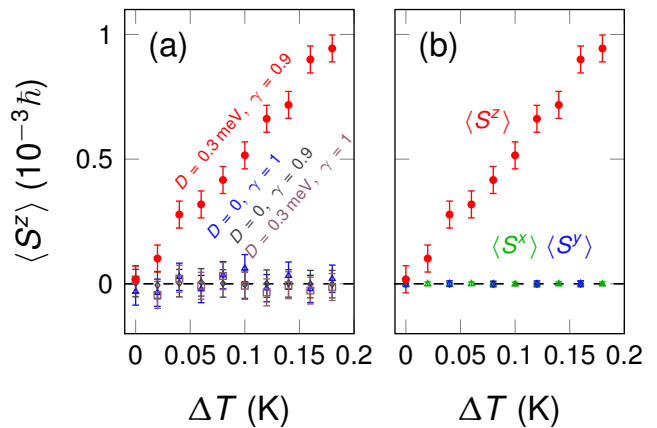 (a)
(b)
1
0.5
0
⟨S^z⟩ (10^{-3}ℏ)
D = 0.3 meV, γ = 0.9
D = 0, γ = 1
D = 0, γ = 0.9
D = 0.3 meV, γ = 1
⟨S^z⟩
⟨S^x⟩ ⟨S^y⟩
0 0.05 0.1 0.15 0.2
0 0.05 0.1 0.15 0.2
ΔT (K)
ΔT (K)